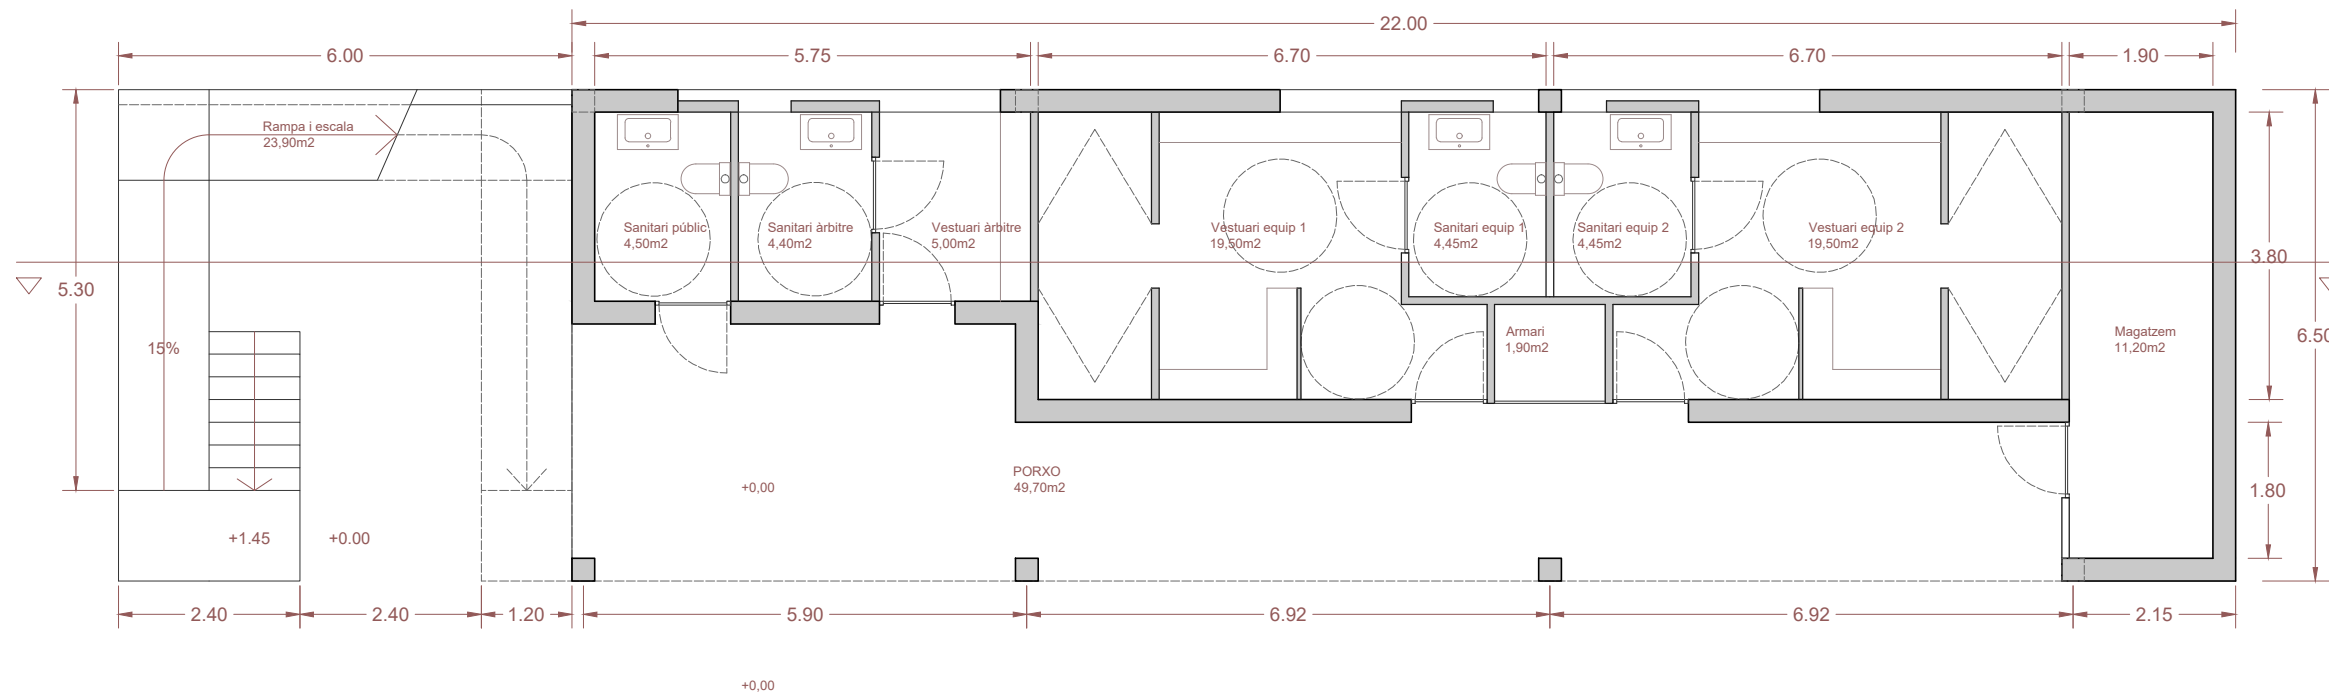 22.00
6.00
5.75
6.70
6.70
1.90
Rampa i escala
23,90m2
Sanitari públic
4,50m2
Sanitari àrbitre
4,40m2
Vestuari àrbitre
5,00m2
Vestuari equip 1
19,50m2
Sanitari equip 1
4,45m2
Sanitari equip 2
4,45m2
Vestuari equip 2
19,50m2
3.80
5.30
15%
Armari
1,90m2
Magatzem
11,20m2
6.50
PORXO
49,70m2
+0,00
1.80
+1.45
+0.00
2.40
2.40
1.20
5.90
6.92
6.92
2.15
+0,00